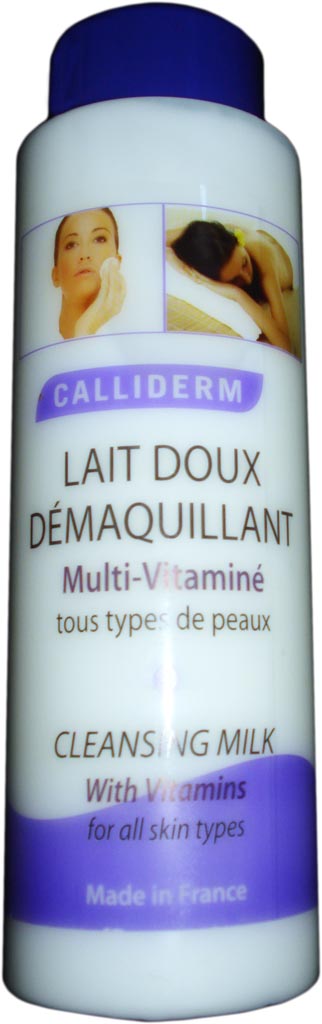 CALLIDERM
LAIT DOUX
DÉMAQUILLANT
Multi-Vitaminé
tous types de peaux
CLEANSING MILK
With Vitamins
for all skin types
Made in France